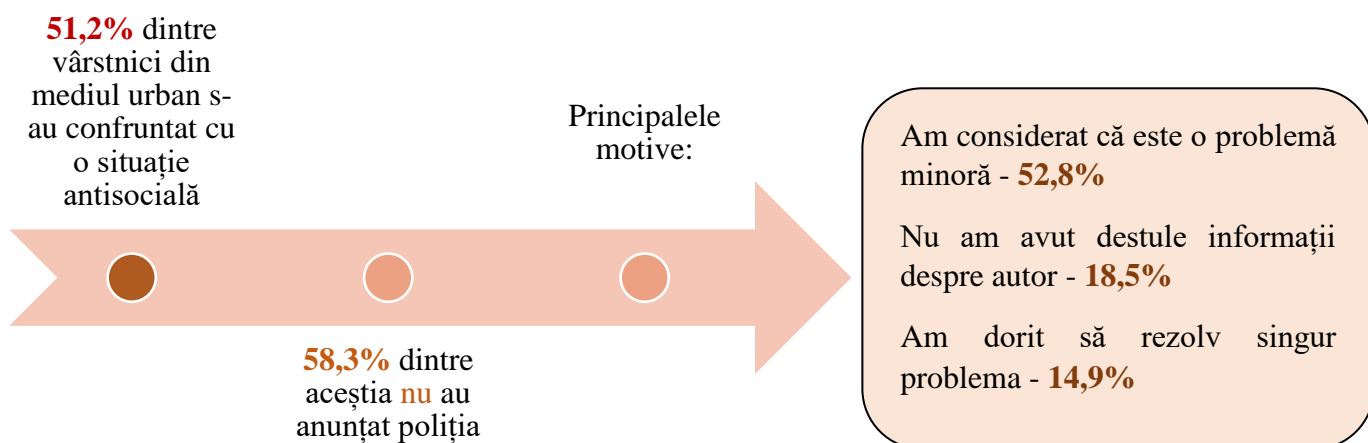 51,2% dintre
vârstnici din
mediul urban s-
au confruntat cu
o situație
antisocială
58,3% dintre
aceștia nu au
anunțat poliția
Principalele
motive:
Am considerat că este o problemă
minoră - 52,8%
Nu am avut destule informații
despre autor - 18,5%
Am dorit să rezolv singur
problema - 14,9%